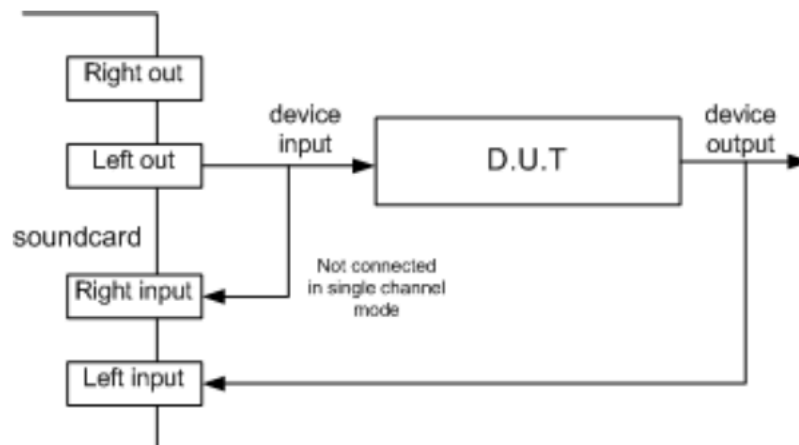 Right out
device
input
device
output
Left out
D.U.T
soundcard
Not connected
in single channel
mode
Right input
Left input